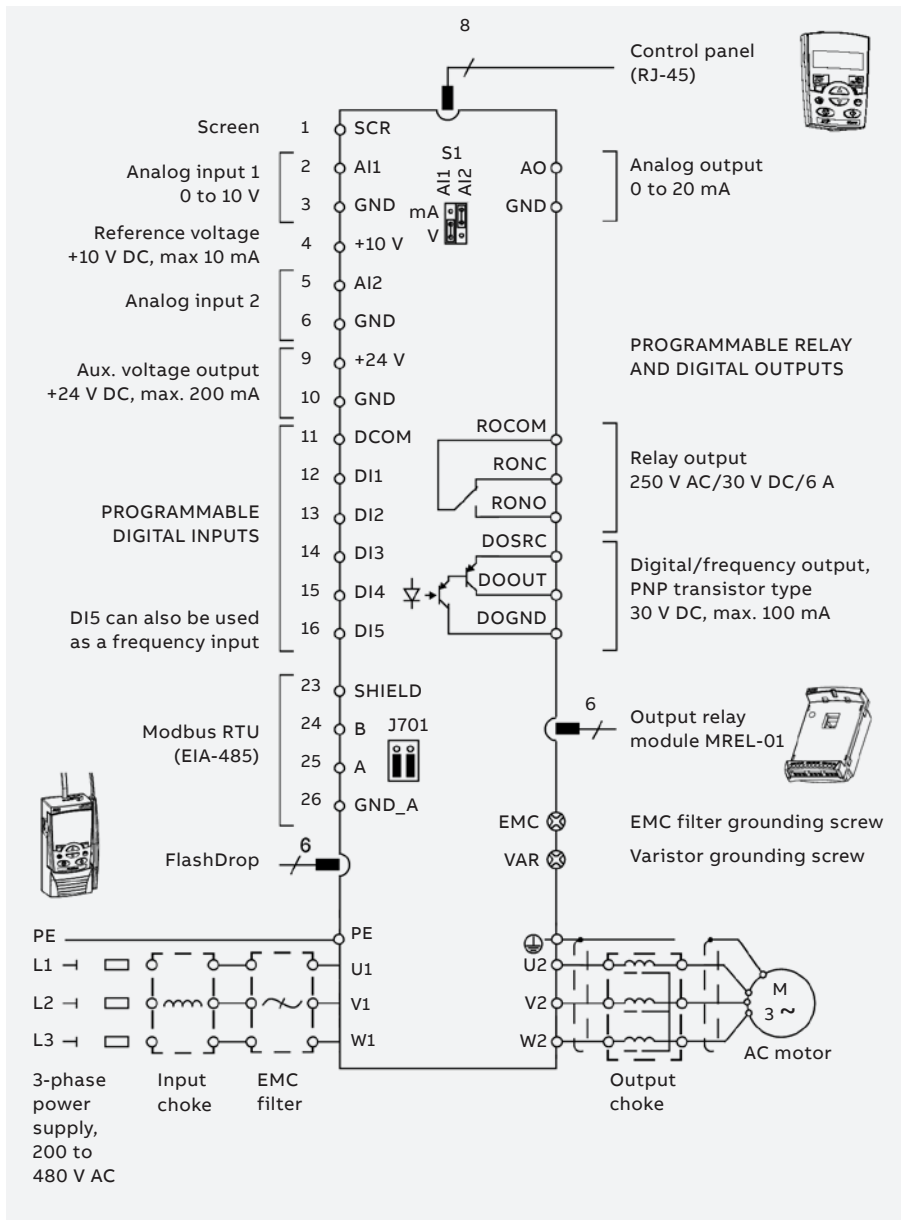 8
Control panel
(RJ-45)
Screen 1 SCR
Analog input 1
0 to 10 V
2 AI1
3 GND
Reference voltage
+10 V DC, max 10 mA
4 +10 V
Analog input 2
5 AI2
6 GND
Aux. voltage output
+24 V DC, max. 200 mA
9 +24 V
10 GND
PROGRAMMABLE
DIGITAL INPUTS
11 DCOM
12 DI1
13 DI2
14 DI3
15 DI4
16 DI5
DI5 can also be used
as a frequency input
Modbus RTU
(EIA-485)
23 SHIELD
24 B
25 A
26 GND_A
J701
FlashDrop
6
S1
AI1
AI2
mA
V
AO
GND
Analog output
0 to 20 mA
PROGRAMMABLE RELAY
AND DIGITAL OUTPUTS
ROCOM
RONC
RONO
Relay output
250 V AC/30 V DC/6 A
DOSRC
DOOUT
DOGND
Digital/frequency output,
PNP transistor type
30 V DC, max. 100 mA
6
Output relay
module MREL-01
EMC
EMC filter grounding screw
VAR
Varistor grounding screw
PE PE
L1 U1
L2 V1
L3 W1
U2
V2
W2
M
3 ~
AC motor
3-phase
power
supply,
200 to
480 V AC
Input
choke
EMC
filter
Output
choke